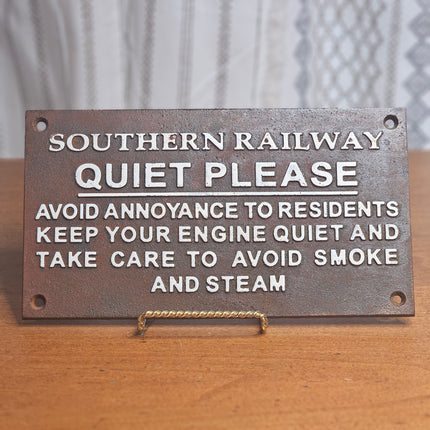 SOUTHERN RAILWAY
QUIET PLEASE
AVOID ANNOYANCE TO RESIDENTS
KEEP YOUR ENGINE QUIET AND
TAKE CARE TO AVOID SMOKE
AND STEAM